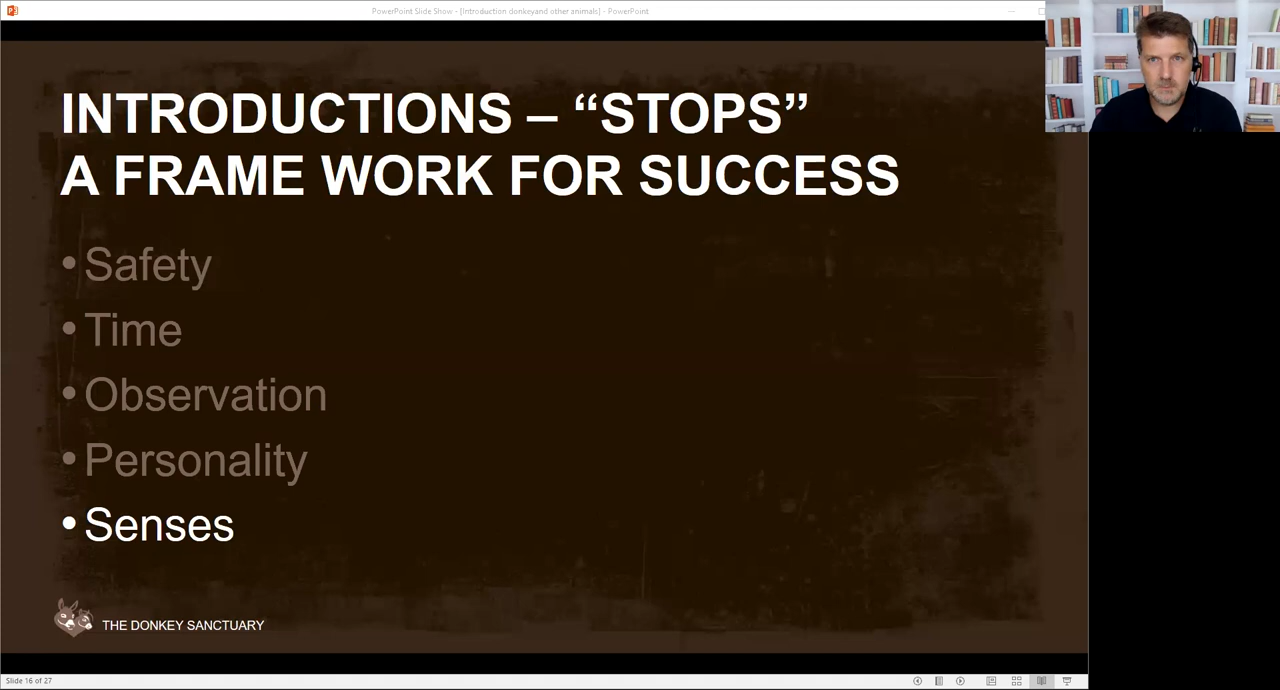 PowerPoint Slide Show - [Introduction donkeyand other animals] - PowerPoint
INTRODUCTIONS – “STOPS”
A FRAME WORK FOR SUCCESS
• Safety
• Time
• Observation
• Personality
• Senses
THE DONKEY SANCTUARY
Slide 16 of 27